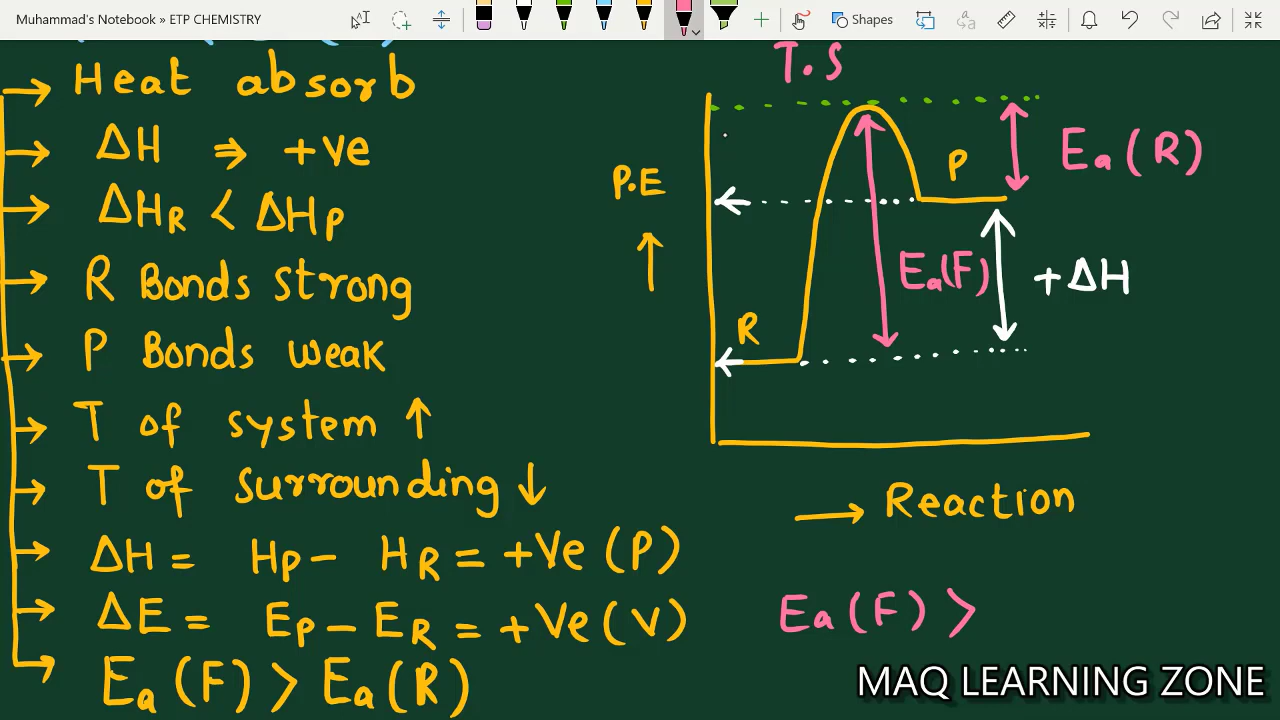 Muhammad's Notebook » ETP CHEMISTRY
Shapes
→ Heat absorb
→ ΔH ⇒ +ve
→ ΔHR < ΔHP
→ R Bonds strong
→ P Bonds weak
→ T of system ↑
→ T of surrounding ↓
→ ΔH = HP - HR = +Ve (P)
→ ΔE = EP - ER = +Ve (V)
→ Ea (F) > Ea (R)
T.S
P.E
↑
P
Ea (R)
Ea(F)
+ ΔH
R
→ Reaction
Ea (F) >
MAQ LEARNING ZONE